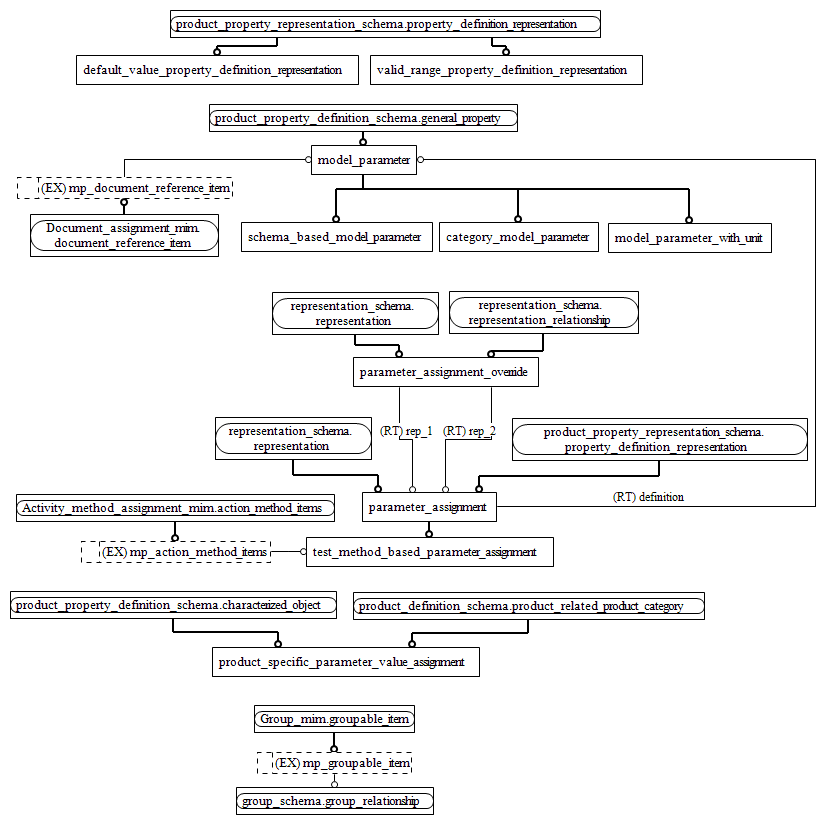 product_property_representation_schema.property_definition_representation
default_value_property_definition_representation
valid_range_property_definition_representation
product_property_definition_schema.general_property
model_parameter
(EX) mp_document_reference_item
Document_assignment_mim.
document_reference_item
schema_based_model_parameter
category_model_parameter
model_parameter_with_unit
representation_schema.
representation
representation_schema.
representation_relationship
parameter_assignment_override
(RT) rep_1
(RT) rep_2
representation_schema.
representation
product_property_representation_schema.
property_definition_representation
Activity_method_assignment_mim.action_method_items
parameter_assignment
(RT) definition
(EX) mp_action_method_items
test_method_based_parameter_assignment
product_property_definition_schema.characterized_object
product_definition_schema.product_related_product_category
product_specific_parameter_value_assignment
Group_mim.groupable_item
(EX) mp_groupable_item
group_schema.group_relationship